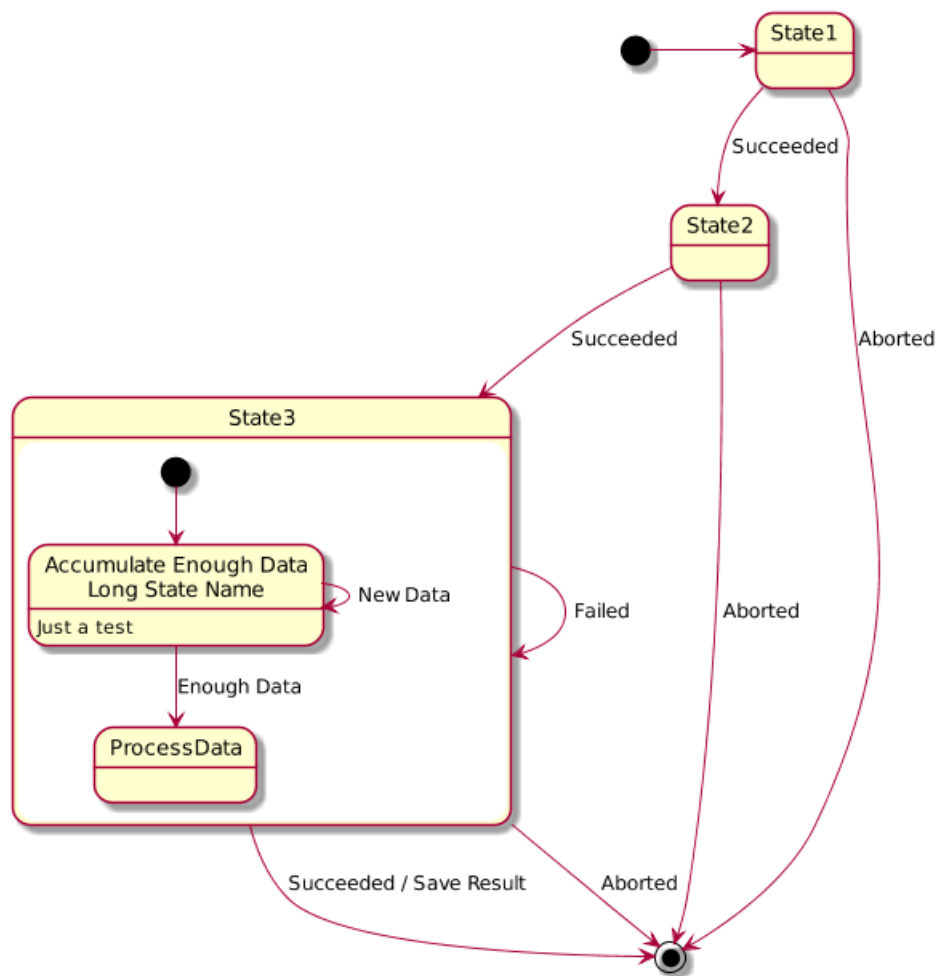 State1
Succeeded
State2
Succeeded
Aborted
State3
Accumulate Enough Data
Long State Name
New Data
Just a test
Failed
Aborted
Enough Data
ProcessData
Succeeded / Save Result
Aborted